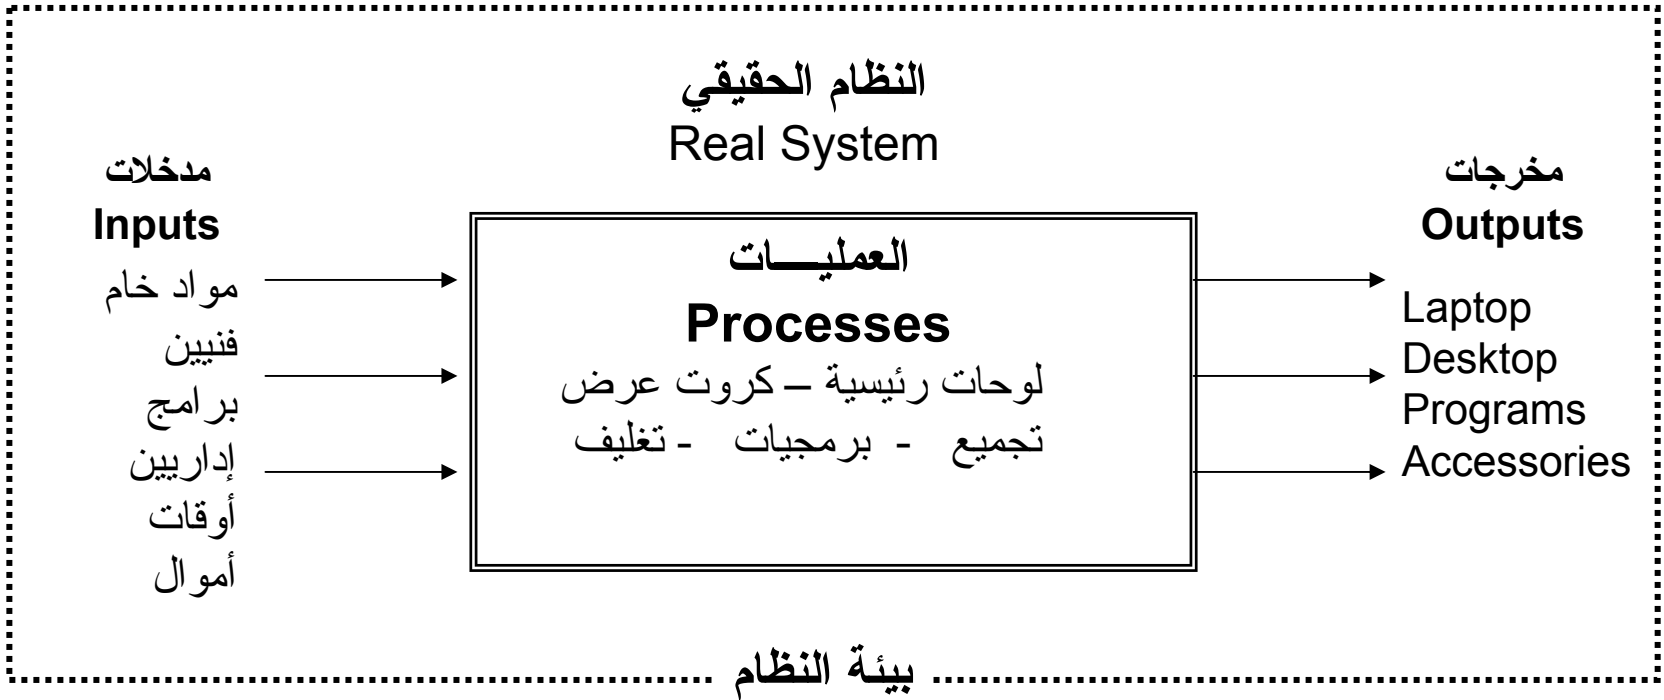 النظام الحقيقي
Real System
مدخلات
Inputs
مواد خام
فنيين
برامج
إداريين
أوقات
أموال
العمليـــات
Processes
لوحات رئيسية – كروت عرض
تجميع - برمجيات - تغليف
مخرجات
Outputs
Laptop
Desktop
Programs
Accessories
بيئة النظام